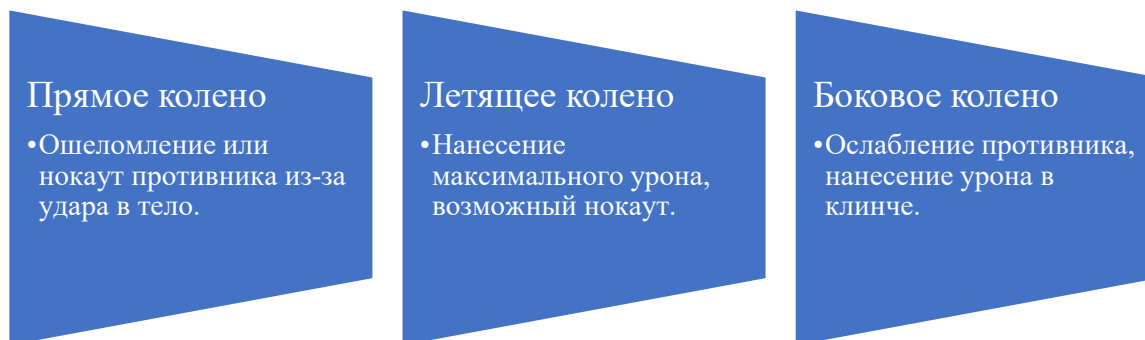 Прямое колено
•Ошеломление или
нокаут противника из-за
удара в тело.
Летящее колено
•Нанесение
максимального урона,
возможный нокаут.
Боковое колено
•Ослабление противника,
нанесение урона в
клинче.